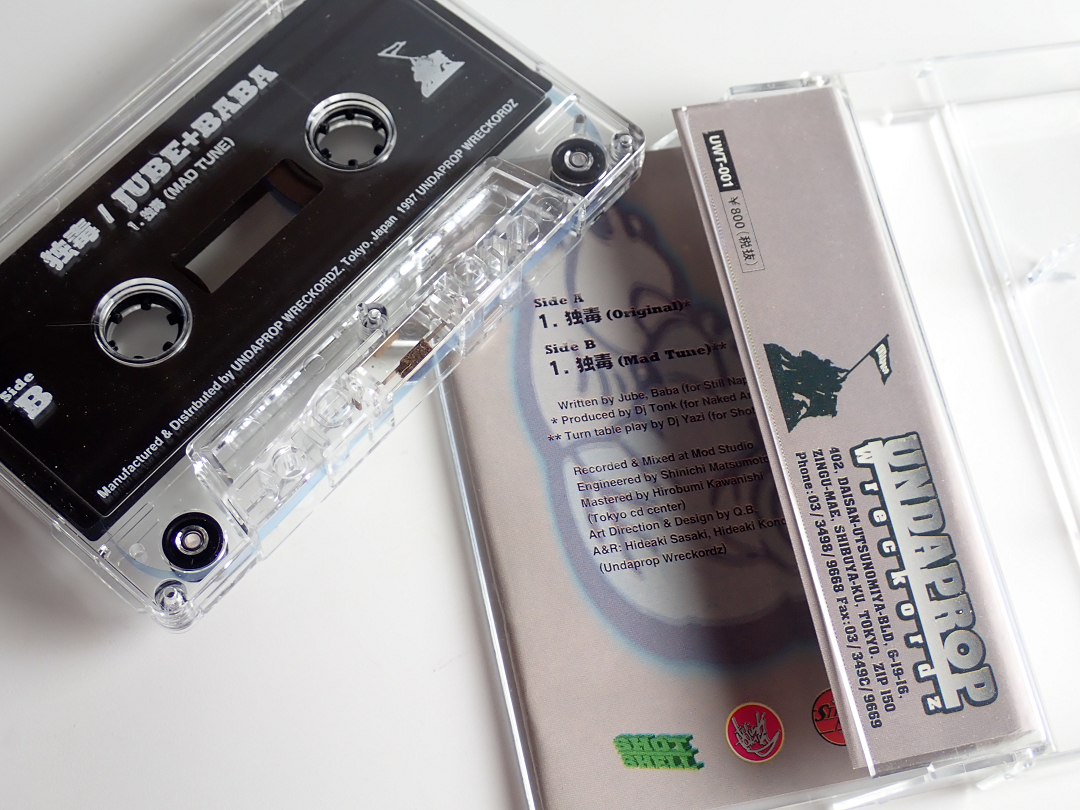 独毒 / JUBE+BABA
1. 独毒 (MAD TUNE)
Side
B
Manufactured & Distributed by UNDAPROP WRECKORDZ. Tokyo. Japan 1997 UNDAPROP WRECKORDZ
Side A
1. 独毒 (Original)*
Side B
1. 独毒 (Mad Tune)**
Written by Jube, Baba (for Still
* Produced by Dj Tonk (for Naked
** Turn table play by Dj Yazi (for
Recorded & Mixed at Mod Studio
Engineered by Shinichi Matsumoto
Mastered by Hirobumi Kawanishi
(Tokyo cd center)
Art Direction & Design by Q.B.
A&R: Hideaki Sasaki, Hideaki
(Undaprop Wreckordz)
SHOT
SHELL
UWT-001
¥800(税抜)
UNDAPROP
Wreckordz
402, DAISAN-UTSUNOMIYA-BLD, 6-19-16,
ZINGU-MAE, SHIBUYA-KU, TOKYO. ZIP 150
Phone:03/3498/9668 Fax:03/3498/9669